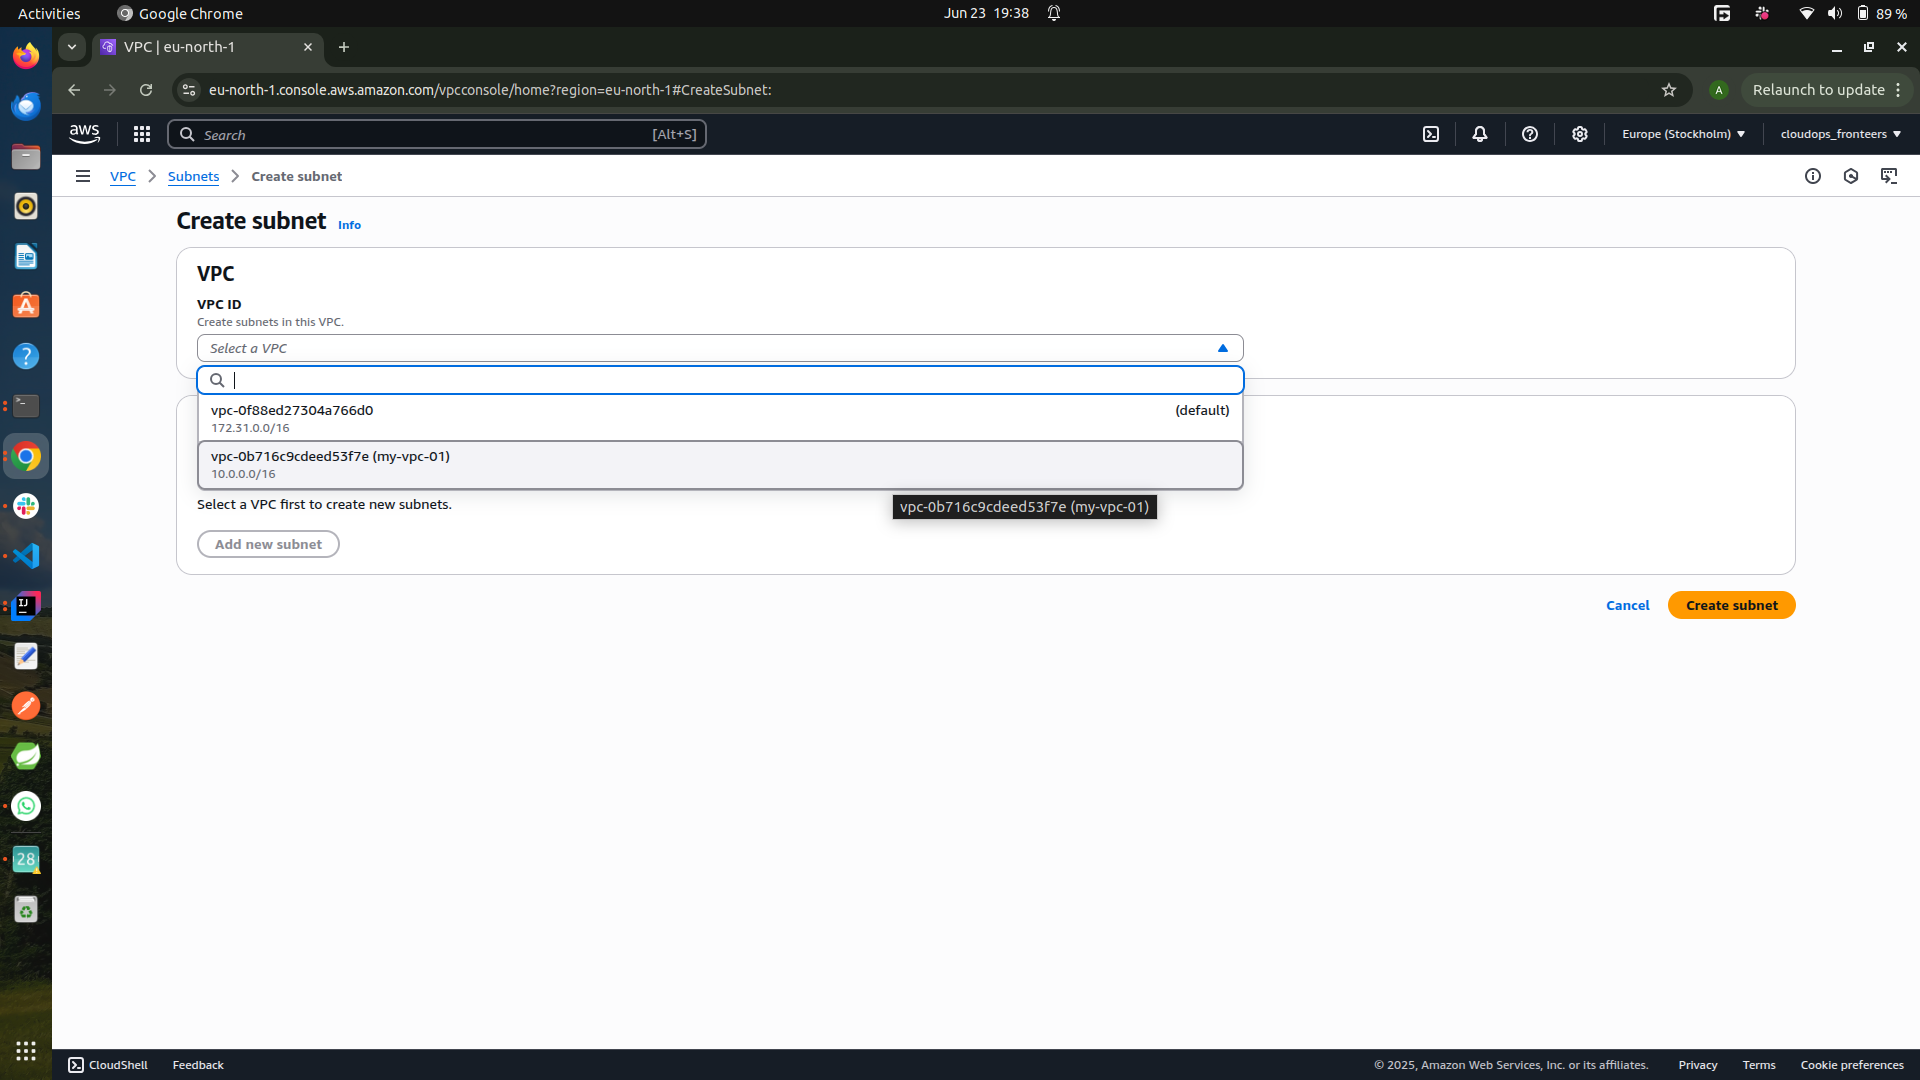 Activities
Google Chrome
Jun 23 19:38
89 %
VPC | eu-north-1
eu-north-1.console.aws.amazon.com/vpcconsole/home?region=eu-north-1#CreateSubnet:
A
Relaunch to update
aws
Search
[Alt+S]
Europe (Stockholm)
cloudops_fronteers
VPC
Subnets
Create subnet
Create subnet
Info
VPC
VPC ID
Create subnets in this VPC.
Select a VPC
vpc-0f88ed27304a766d0
(default)
172.31.0.0/16
vpc-0b716c9cdeed53f7e (my-vpc-01)
10.0.0.0/16
Select a VPC first to create new subnets.
vpc-0b716c9cdeed53f7e (my-vpc-01)
Add new subnet
Cancel
Create subnet
IJ
28
CloudShell
Feedback
© 2025, Amazon Web Services, Inc. or its affiliates.
Privacy
Terms
Cookie preferences